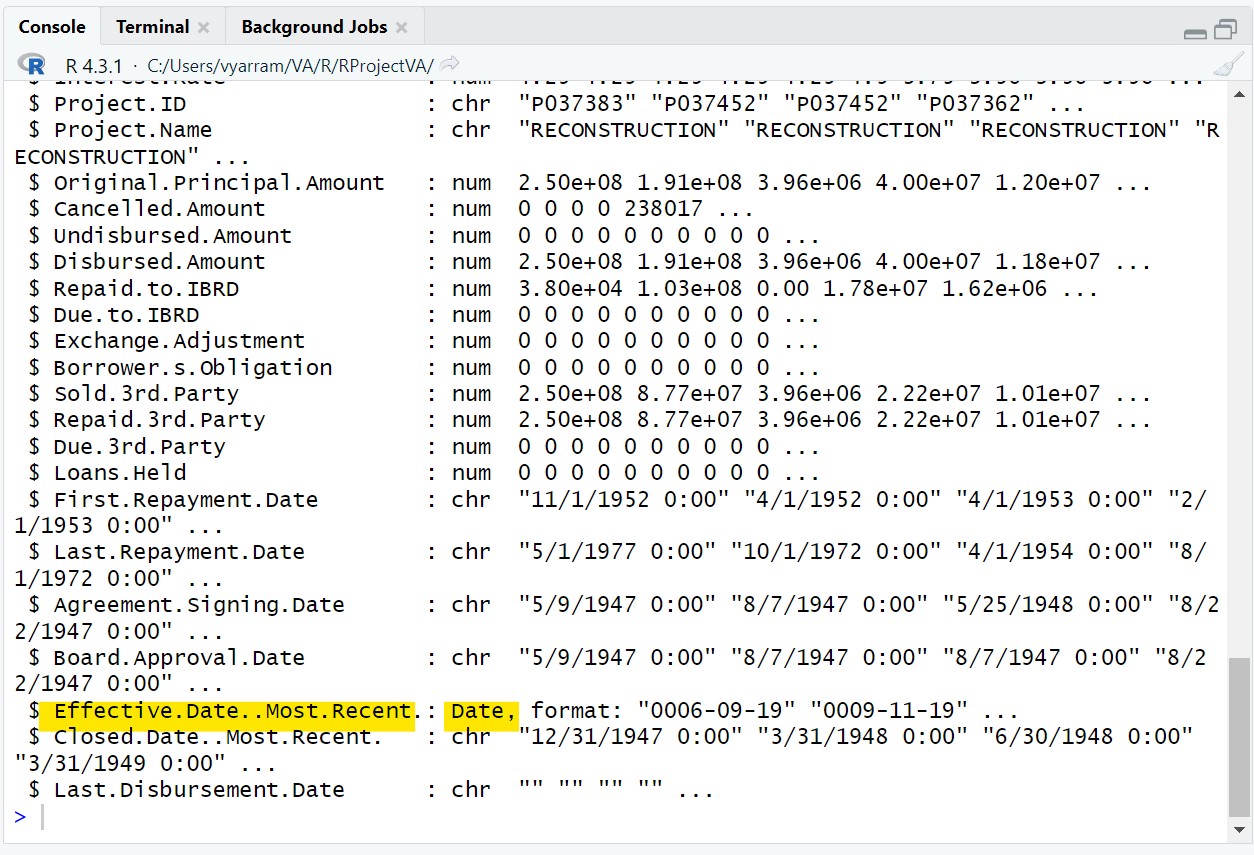 Console Terminal Background Jobs
R 4.3.1 · C:/Users/vyarram/VA/R/RProjectVA/
$ Project.ID : chr "P037383" "P037452" "P037452" "P037362" ...
$ Project.Name : chr "RECONSTRUCTION" "RECONSTRUCTION" "RECONSTRUCTION" "R
ECONSTRUCTION" ...
$ Original.Principal.Amount : num 2.50e+08 1.91e+08 3.96e+06 4.00e+07 1.20e+07 ...
$ Cancelled.Amount : num 0 0 0 0 238017 ...
$ Undisbursed.Amount : num 0 0 0 0 0 0 0 0 0 0 ...
$ Disbursed.Amount : num 2.50e+08 1.91e+08 3.96e+06 4.00e+07 1.18e+07 ...
$ Repaid.to.IBRD : num 3.80e+04 1.03e+08 0.00 1.78e+07 1.62e+06 ...
$ Due.to.IBRD : num 0 0 0 0 0 0 0 0 0 0 ...
$ Exchange.Adjustment : num 0 0 0 0 0 0 0 0 0 0 ...
$ Borrower.s.Obligation : num 0 0 0 0 0 0 0 0 0 0 ...
$ Sold.3rd.Party : num 2.50e+08 8.77e+07 3.96e+06 2.22e+07 1.01e+07 ...
$ Repaid.3rd.Party : num 2.50e+08 8.77e+07 3.96e+06 2.22e+07 1.01e+07 ...
$ Due.3rd.Party : num 0 0 0 0 0 0 0 0 0 0 ...
$ Loans.Held : num 0 0 0 0 0 0 0 0 0 0 ...
$ First.Repayment.Date : chr "11/1/1952 0:00" "4/1/1952 0:00" "4/1/1953 0:00" "2/
1/1953 0:00" ...
$ Last.Repayment.Date : chr "5/1/1977 0:00" "10/1/1972 0:00" "4/1/1954 0:00" "8/
1/1972 0:00" ...
$ Agreement.Signing.Date : chr "5/9/1947 0:00" "8/7/1947 0:00" "5/25/1948 0:00" "8/2
2/1947 0:00" ...
$ Board.Approval.Date : chr "5/9/1947 0:00" "8/7/1947 0:00" "8/7/1947 0:00" "8/2
2/1947 0:00" ...
$ Effective.Date..Most.Recent.: Date, format: "0006-09-19" "0009-11-19" ...
$ Closed.Date..Most.Recent. : chr "12/31/1947 0:00" "3/31/1948 0:00" "6/30/1948 0:00"
"3/31/1949 0:00" ...
$ Last.Disbursement.Date : chr "" "" "" "" ...
>